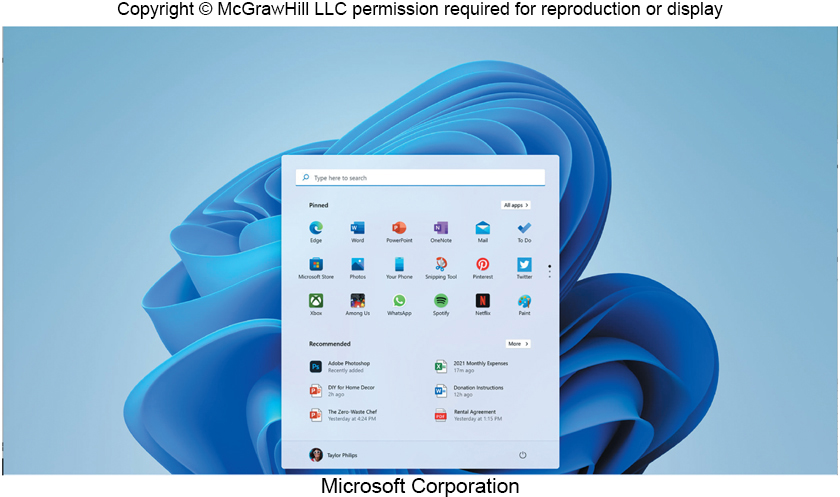 Copyright © McGrawHill LLC permission required for reproduction or display
Type here to search
Pinned
All apps >
Edge
Word
PowerPoint
OneNote
Mail
To Do
Microsoft Store
Photos
Your Phone
Snipping Tool
Pinterest
Twitter
Xbox
Among Us
WhatsApp
Spotify
Netflix
Paint
Recommended
More >
Adobe Photoshop
Recently added
2021 Monthly Expenses
17m ago
DIY for Home Decor
2h ago
Donation Instructions
12h ago
The Zero-Waste Chef
Yesterday at 4:24 PM
Rental Agreement
Yesterday at 1:15 PM
Taylor Philips
Microsoft Corporation